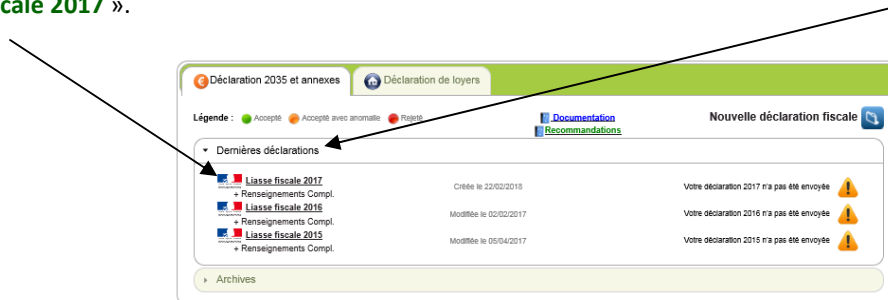 cale 2017 ».
Déclaration 2035 et annexes Déclaration de loyers
Légende : Accepté Accepté avec anomalie Rejeté Documentation Nouvelle déclaration fiscale
Recommandations
Dernières déclarations
Liasse fiscale 2017 Créée le 22/02/2018 Votre déclaration 2017 n'a pas été envoyée
+ Renseignements Compl.
Liasse fiscale 2016 Modifiée le 02/02/2017 Votre déclaration 2016 n'a pas été envoyée
+ Renseignements Compl.
Liasse fiscale 2015 Modifiée le 05/04/2017 Votre déclaration 2015 n'a pas été envoyée
+ Renseignements Compl.
Archives